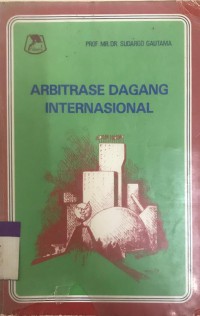 PROF. MR. DR. SUDARGO GAUTAMA
ARBITRASE DAGANG
INTERNASIONAL